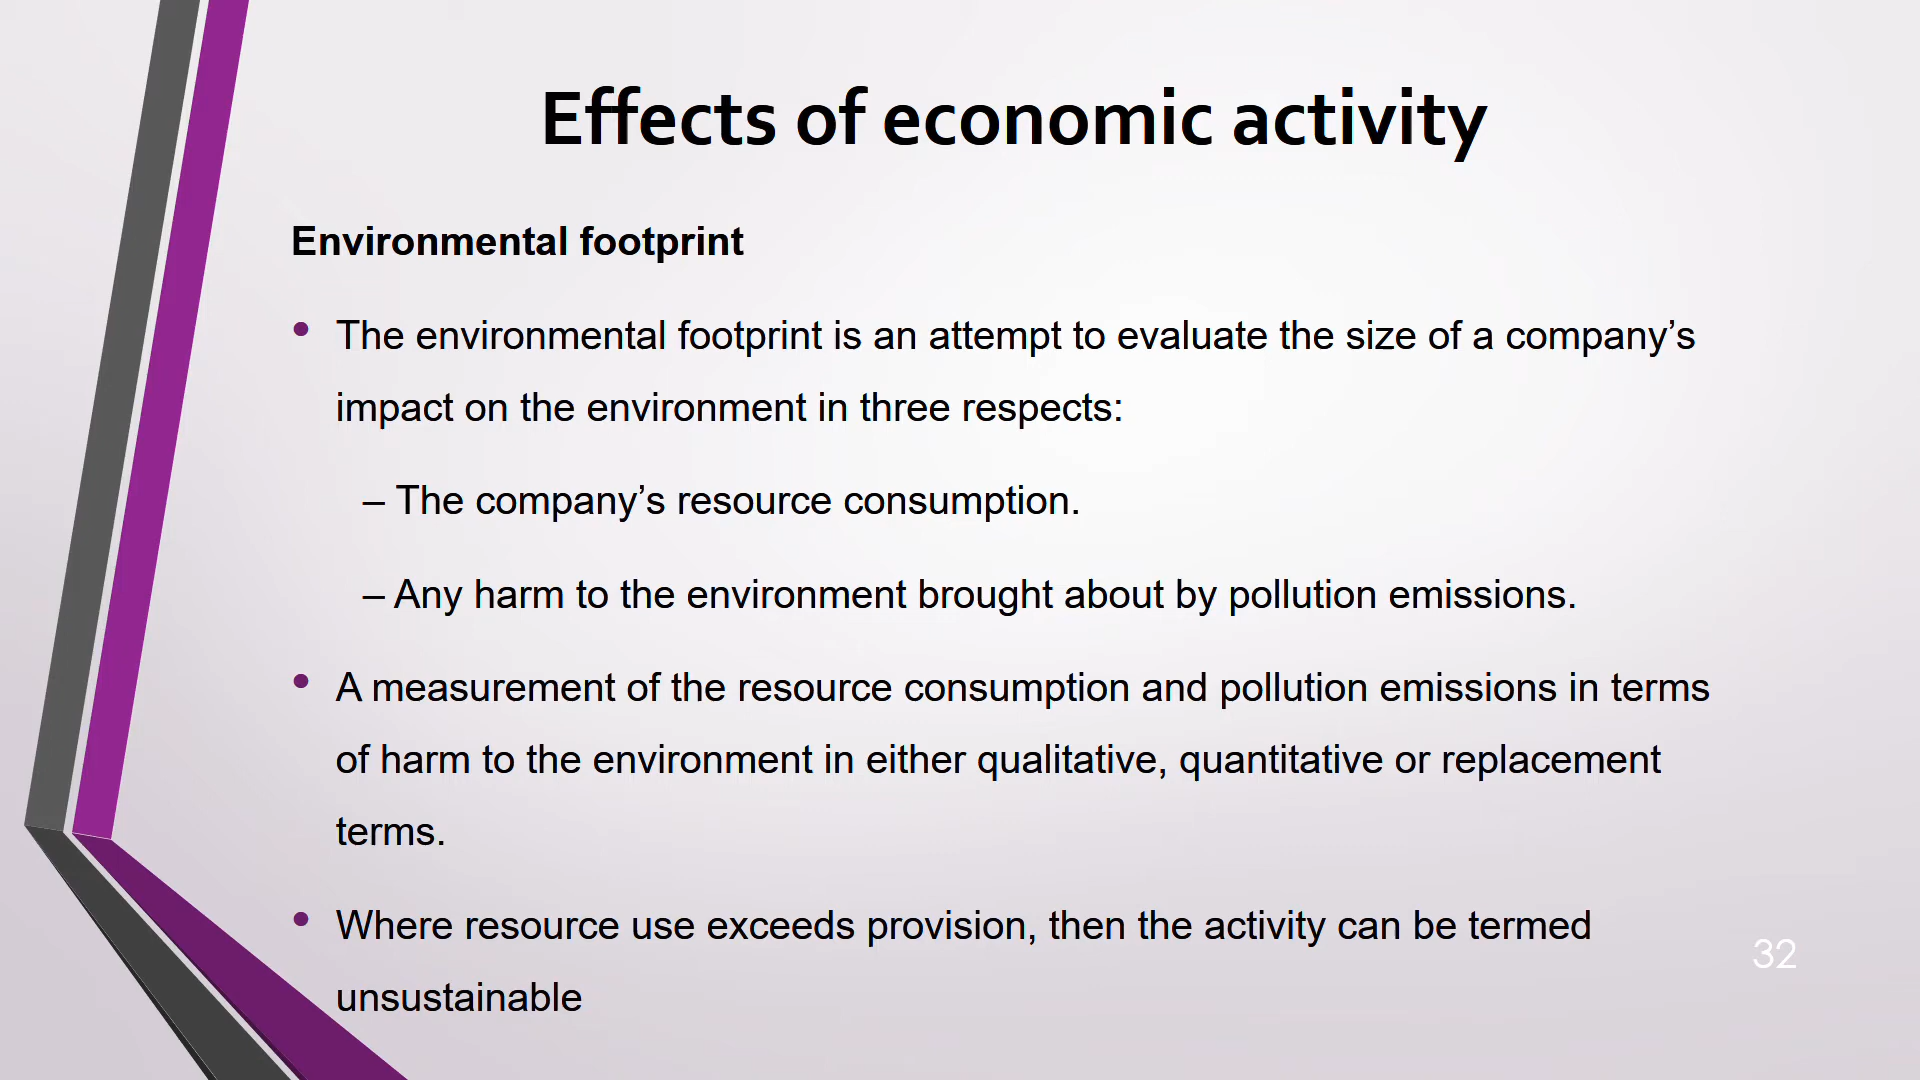 Effects of economic activity
Environmental footprint
• The environmental footprint is an attempt to evaluate the size of a company’s
impact on the environment in three respects:
– The company’s resource consumption.
– Any harm to the environment brought about by pollution emissions.
• A measurement of the resource consumption and pollution emissions in terms
of harm to the environment in either qualitative, quantitative or replacement
terms.
• Where resource use exceeds provision, then the activity can be termed
unsustainable
32